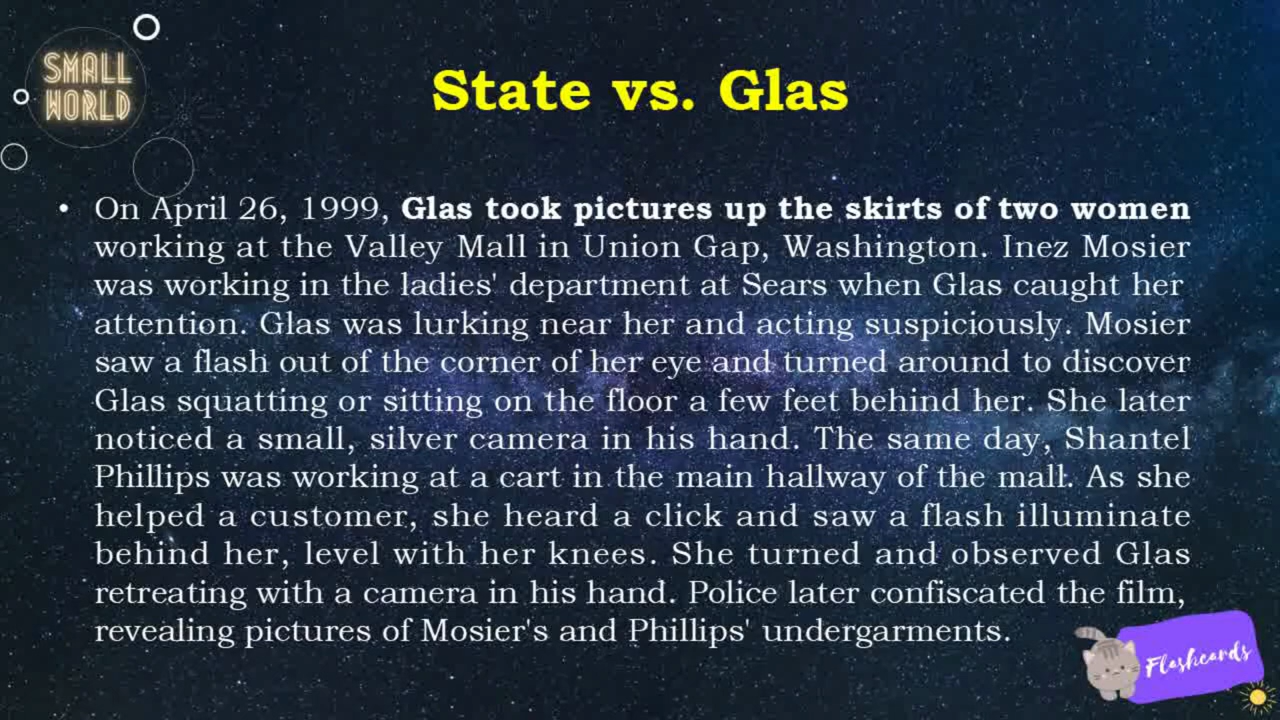 SMALL
WORLD
State vs. Glas
• On April 26, 1999, Glas took pictures up the skirts of two women
working at the Valley Mall in Union Gap, Washington. Inez Mosier
was working in the ladies' department at Sears when Glas caught her
attention. Glas was lurking near her and acting suspiciously. Mosier
saw a flash out of the corner of her eye and turned around to discover
Glas squatting or sitting on the floor a few feet behind her. She later
noticed a small, silver camera in his hand. The same day, Shantel
Phillips was working at a cart in the main hallway of the mall. As she
helped a customer, she heard a click and saw a flash illuminate
behind her, level with her knees. She turned and observed Glas
retreating with a camera in his hand. Police later confiscated the film,
revealing pictures of Mosier's and Phillips' undergarments.
Flashcards